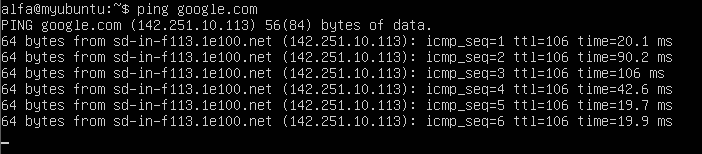 alfa@myubuntu:~$ ping google.com
PING google.com (142.251.10.113) 56(84) bytes of data.
64 bytes from sd-in-f113.1e100.net (142.251.10.113): icmp_seq=1 ttl=106 time=20.1 ms
64 bytes from sd-in-f113.1e100.net (142.251.10.113): icmp_seq=2 ttl=106 time=90.2 ms
64 bytes from sd-in-f113.1e100.net (142.251.10.113): icmp_seq=3 ttl=106 time=106 ms
64 bytes from sd-in-f113.1e100.net (142.251.10.113): icmp_seq=4 ttl=106 time=42.6 ms
64 bytes from sd-in-f113.1e100.net (142.251.10.113): icmp_seq=5 ttl=106 time=19.7 ms
64 bytes from sd-in-f113.1e100.net (142.251.10.113): icmp_seq=6 ttl=106 time=19.9 ms